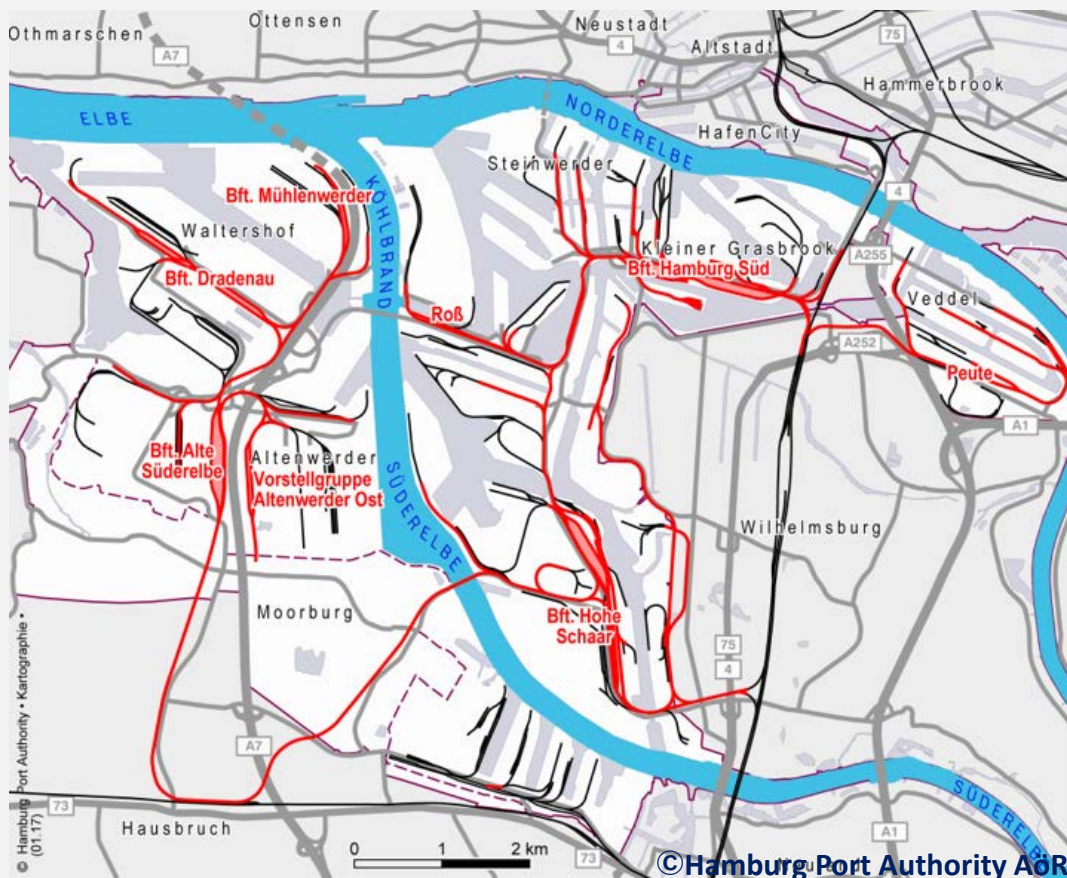 Othmarschen
Ottensen
Neustadt
Altstadt
75
4
A7
Hammerbrook
ELBE
NORDERELBE
HafenCity
Steinwerder
Bft. Mühlenwerder
KÖHLBRAND
Waltershof
4
Kleiner Grasbrook
Bft. Hamburg Süd
A255
Bft. Dradenau
Veddel
Roß
A252
Peute
A1
Bft. Alte
Süderelbe
Altenwerder
Vorstellgruppe
Altenwerder Ost
SÜDERELBE
Wilhelmsburg
Moorburg
Bft. Hohe
Schaar
75
4
A7
SÜDERELBE
A1
73
Hausbruch
0 1 2 km
73
© Hamburg Port Authority • Kartographie •
(01.17)
©Hamburg Port Authority AöR